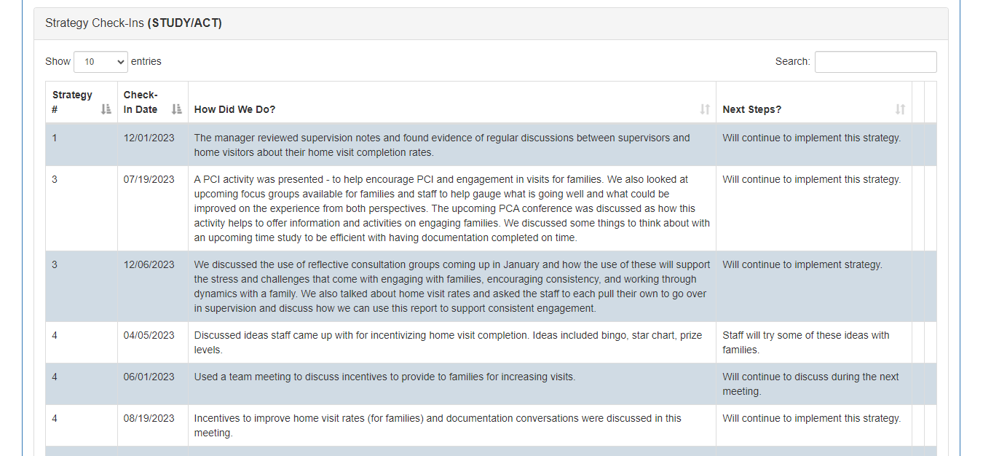 Strategy Check-Ins (STUDY/ACT)
Show 10 entries
Search:
Strategy # Check-In Date How Did We Do? Next Steps?
1 12/01/2023 The manager reviewed supervision notes and found evidence of regular discussions between supervisors and Will continue to implement this strategy.
home visitors about their home visit completion rates.
3 07/19/2023 A PCI activity was presented - to help encourage PCI and engagement in visits for families. We also looked at Will continue to implement this strategy.
upcoming focus groups available for families and staff to help gauge what is going well and what could be
improved on the experience from both perspectives. The upcoming PCA conference was discussed as how this
activity helps to offer information and activities on engaging families. We discussed some things to think about with
an upcoming time study to be efficient with having documentation completed on time.
3 12/06/2023 We discussed the use of reflective consultation groups coming up in January and how the use of these will support Will continue to implement strategy.
the stress and challenges that come with engaging with families, encouraging consistency, and working through
dynamics with a family. We also talked about home visit rates and asked the staff to each pull their own to go over
in supervision and discuss how we can use this report to support consistent engagement.
4 04/05/2023 Discussed ideas staff came up with for incentivizing home visit completion. Ideas included bingo, star chart, prize Staff will try some of these ideas with
levels. families.
4 06/01/2023 Used a team meeting to discuss incentives to provide to families for increasing visits. Will continue to discuss during the next
meeting.
4 08/19/2023 Incentives to improve home visit rates (for families) and documentation conversations were discussed in this Will continue to implement this strategy.
meeting.